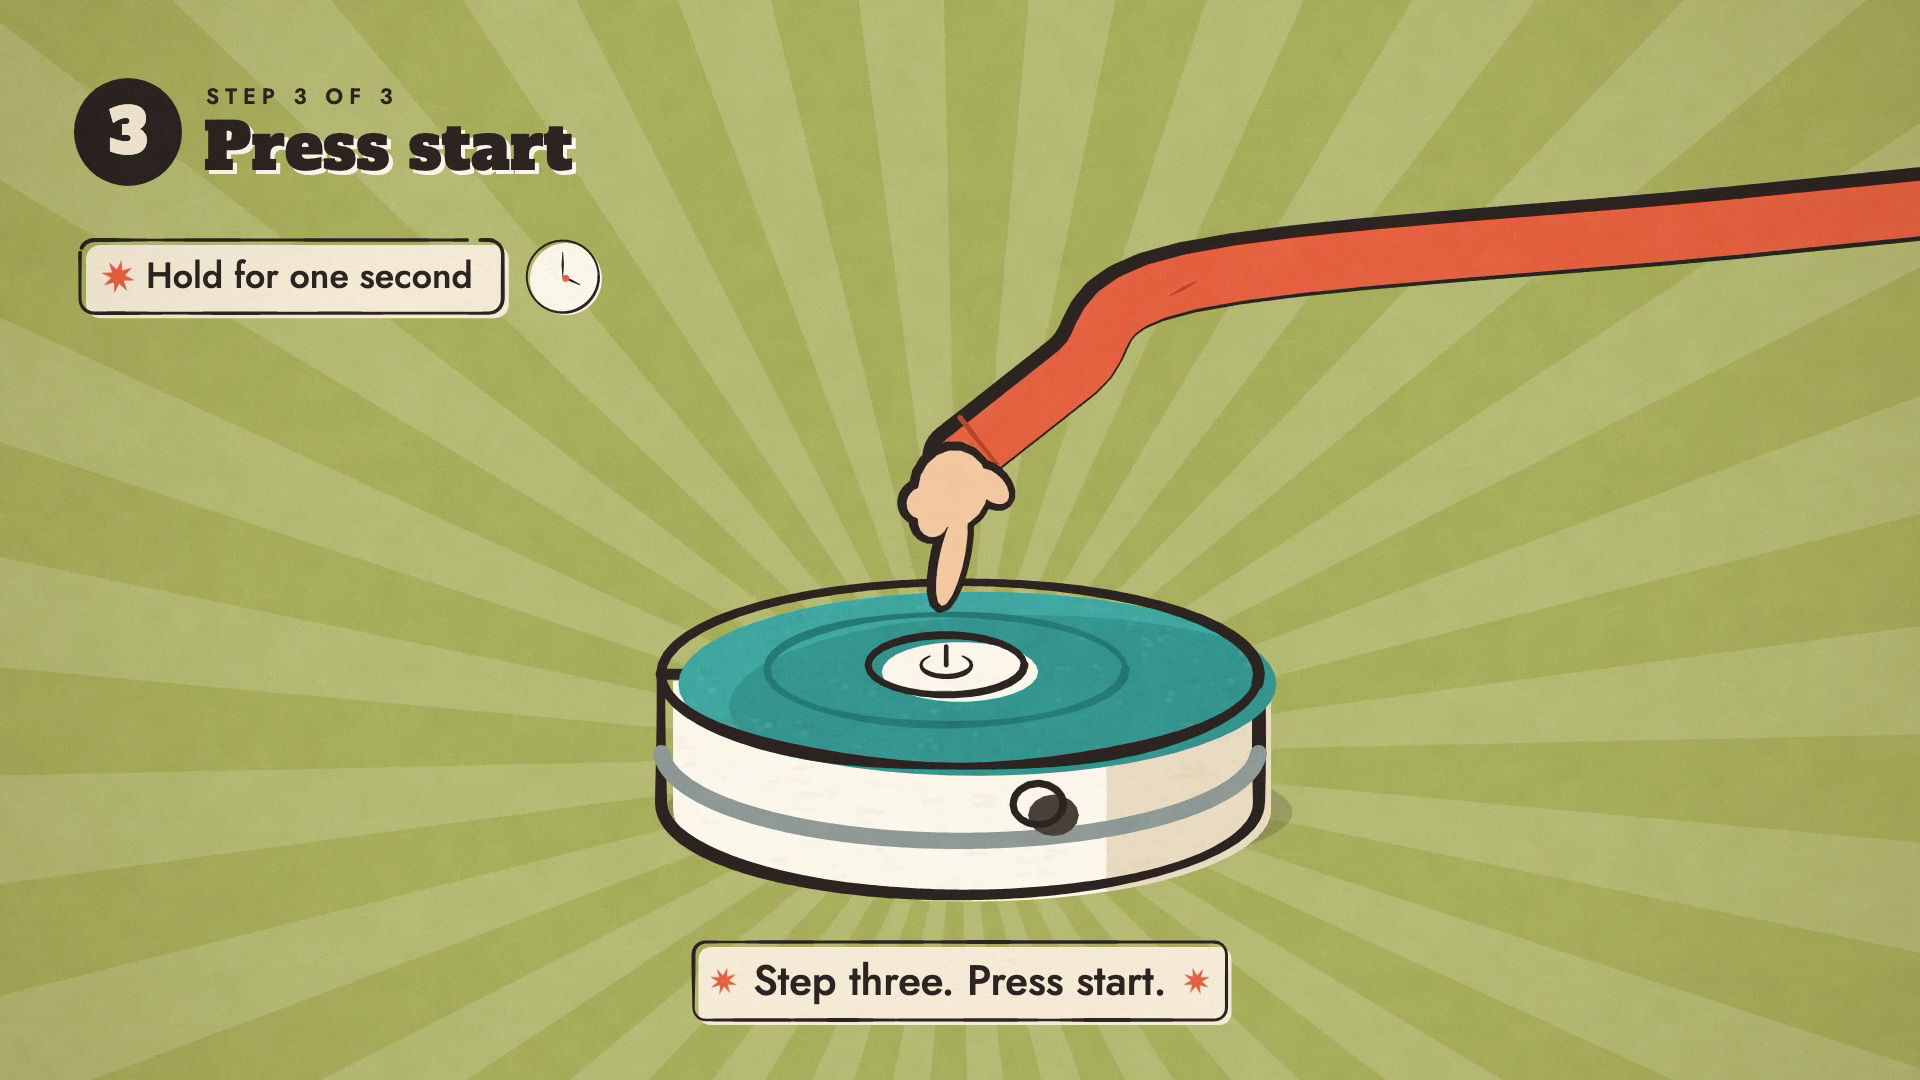 3
STEP 3 OF 3
Press start
Hold for one second
Step three. Press start.